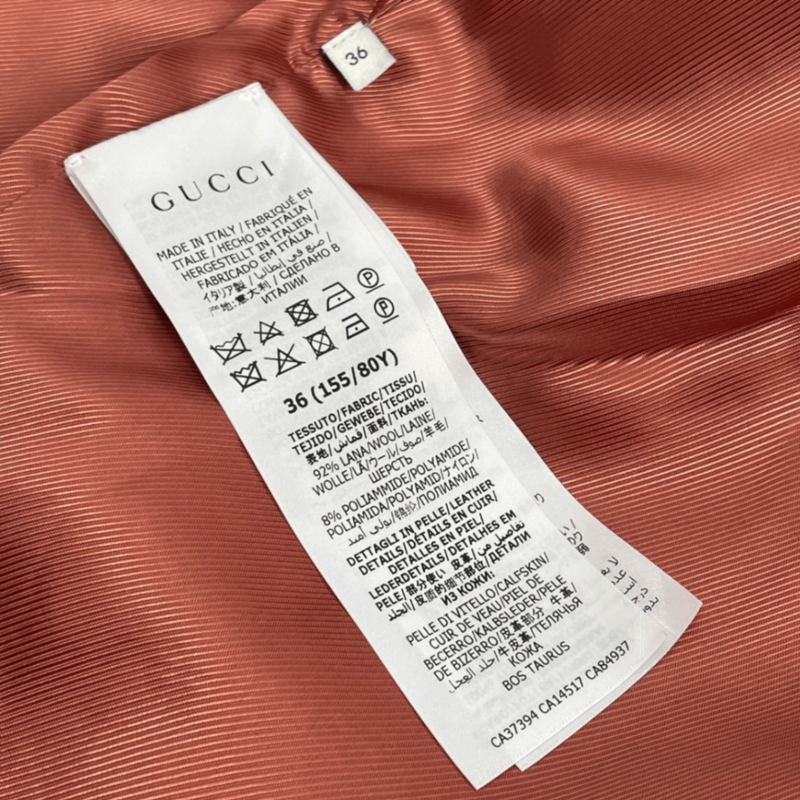 36
GUCCI
MADE IN ITALY / FABRIQUÉ EN
ITALIE / HECHO EN ITALIA /
HERGESTELLT IN ITALIEN /
FABRICADO EM ITALIA /
イタリア製 / صنع في إيطاليا / СДЕЛАНО В
产地:意大利 / ИТАЛИИ
36 (155/80Y)
TESSUTO/FABRIC/TISSU/
TEJIDO/GEWEBE/TECIDO/
表地/قماش/面料/ТКАНЬ:
92% LANA/WOOL/LAINE/
WOLLE/LÃ/ウール/صوف/羊毛/
ШЕРСТЬ
8% POLIAMMIDE/POLYAMIDE/
POLIAMIDA/POLYAMID/ナイロン/
بولي أميد/锦纶/ПОЛИАМИД
DETTAGLI IN PELLE/LEATHER
DETAILS/DÉTAILS EN CUIR/
DETALLES EN PIEL/
LEDERDETAILS/DETALHES EM
PELE/部分使い 皮革/تفاصيل من
الجلد/皮质的细节部位/ДЕТАЛИ
ИЗ КОЖИ:
PELLE DI VITELLO/CALFSKIN/
CUIR DE VEAU/PIEL DE
BECERRO/KALBSLEDER/PELE
DE BIZERRO/皮革部分 牛革/
جلد العجل/牛皮革/ТЕЛЯЧЬЯ
КОЖА
BOS TAURUS
CA37394 CA14517 CA84937